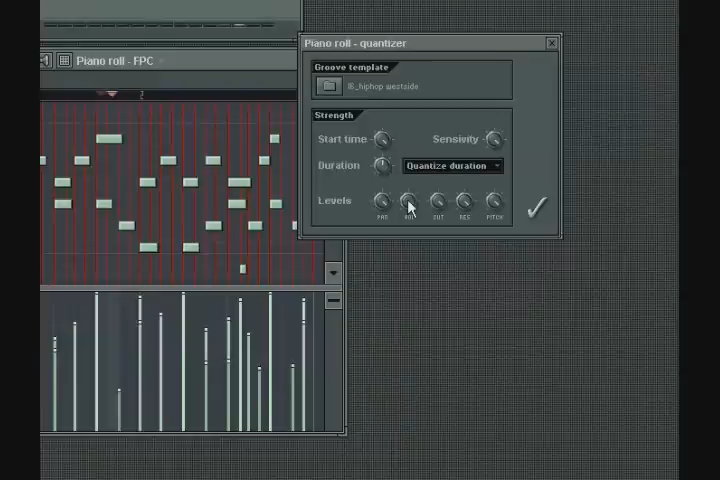 Piano roll - quantizer
Piano roll - FPC
Groove template
16_hiphop westside
2
Strength
Start time
Sensivity
Duration
Quantize duration
Levels
PAN
CUT
RES
PITCH